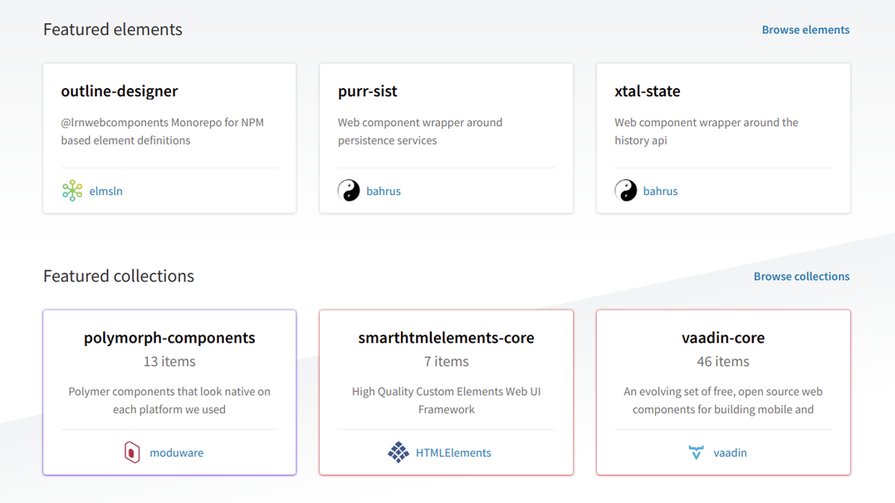 Featured elements
Browse elements
outline-designer
@lrnwebcomponents Monorepo for NPM
based element definitions
elmsln
purr-sist
Web component wrapper around
persistence services
bahrus
xtal-state
Web component wrapper around the
history api
bahrus
Featured collections
Browse collections
polymorph-components
13 items
Polymer components that look native on
each platform we used
moduware
smarthtmlelements-core
7 items
High Quality Custom Elements Web UI
Framework
HTMLElements
vaadin-core
46 items
An evolving set of free, open source web
components for building mobile and
vaadin